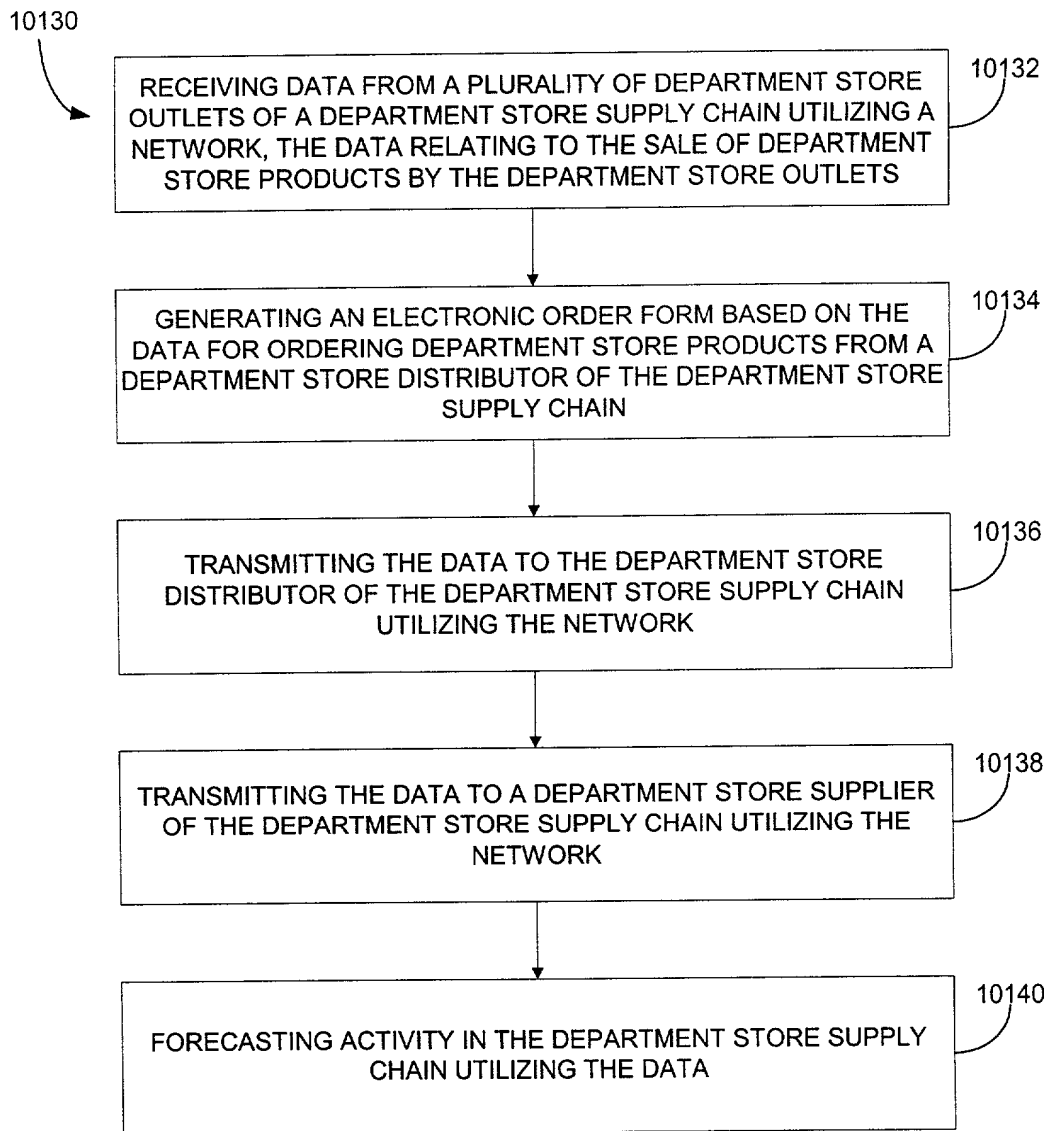 10130
10132
RECEIVING DATA FROM A PLURALITY OF DEPARTMENT STORE
OUTLETS OF A DEPARTMENT STORE SUPPLY CHAIN UTILIZING A
NETWORK, THE DATA RELATING TO THE SALE OF DEPARTMENT
STORE PRODUCTS BY THE DEPARTMENT STORE OUTLETS
10134
GENERATING AN ELECTRONIC ORDER FORM BASED ON THE
DATA FOR ORDERING DEPARTMENT STORE PRODUCTS FROM A
DEPARTMENT STORE DISTRIBUTOR OF THE DEPARTMENT STORE
SUPPLY CHAIN
10136
TRANSMITTING THE DATA TO THE DEPARTMENT STORE
DISTRIBUTOR OF THE DEPARTMENT STORE SUPPLY CHAIN
UTILIZING THE NETWORK
10138
TRANSMITTING THE DATA TO A DEPARTMENT STORE SUPPLIER
OF THE DEPARTMENT STORE SUPPLY CHAIN UTILIZING THE
NETWORK
10140
FORECASTING ACTIVITY IN THE DEPARTMENT STORE SUPPLY
CHAIN UTILIZING THE DATA